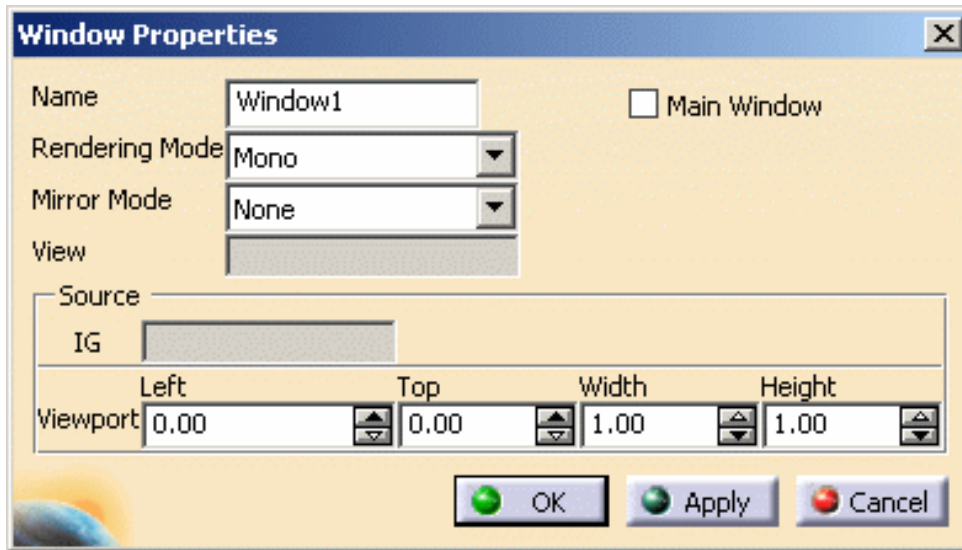 Window Properties
Name Window1 Main Window
Rendering Mode Mono
Mirror Mode None
View
Source
IG
Left Top Width Height
Viewport 0.00 0.00 1.00 1.00
OK Apply Cancel